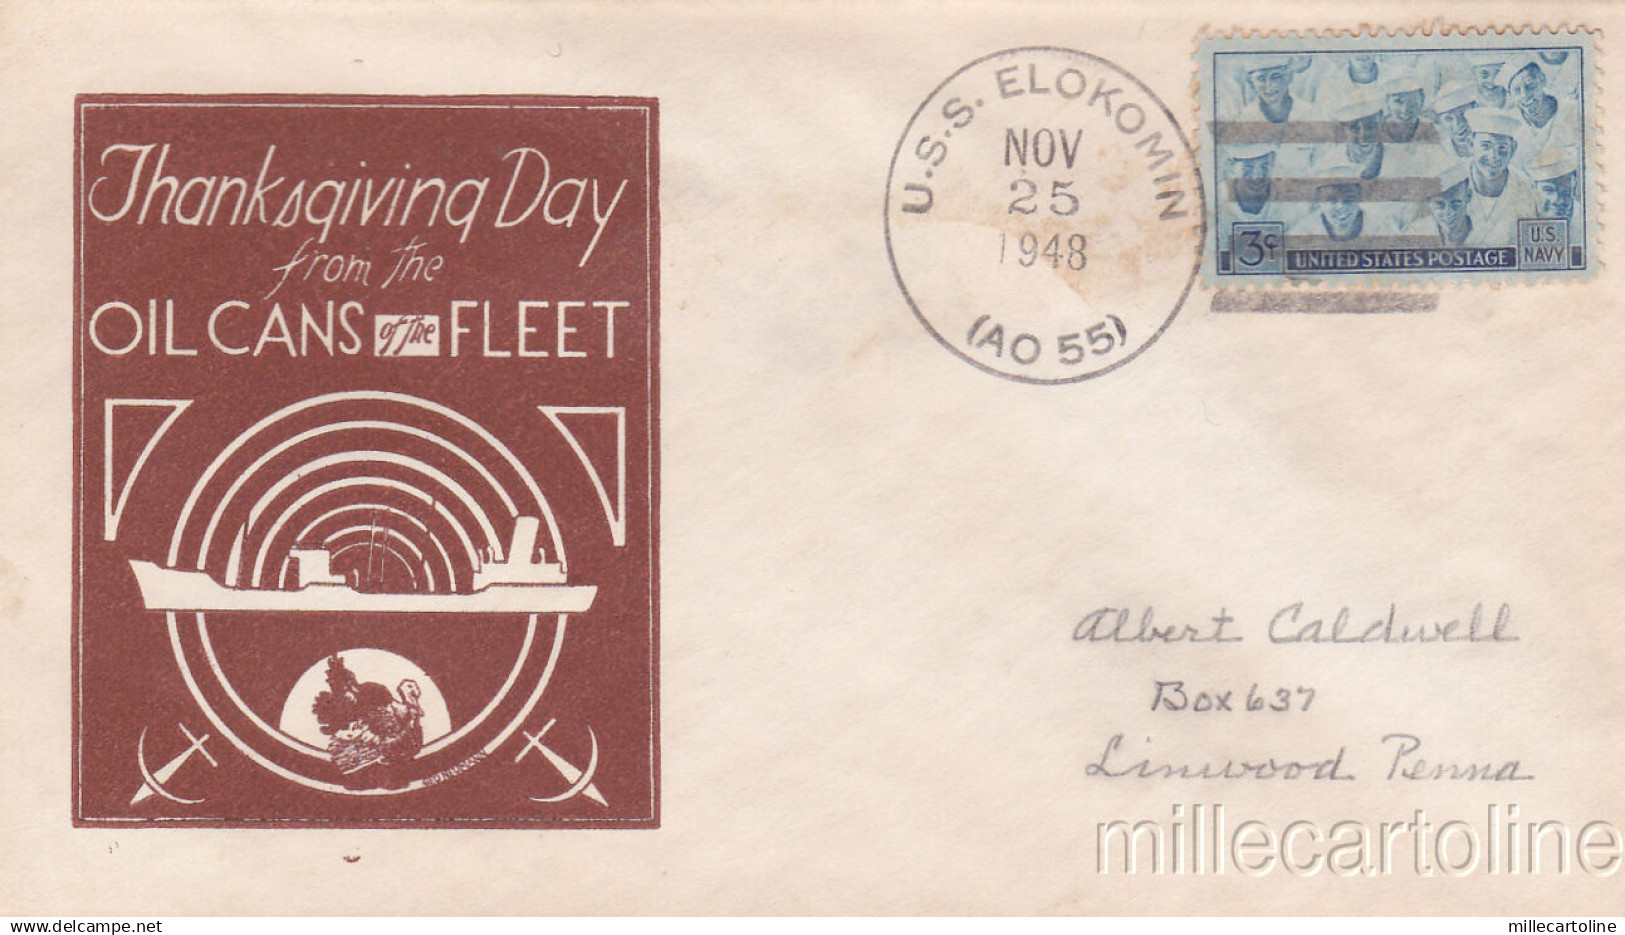 Thanksgiving Day
from the
OIL CANS of the FLEET
U.S.S. ELOKOMIN
NOV
25
1948
(AO 55)
3¢
UNITED STATES POSTAGE
U.S.
NAVY
Albert Caldwell
Box 637
Linwood Penna
millecartoline
millecartoline